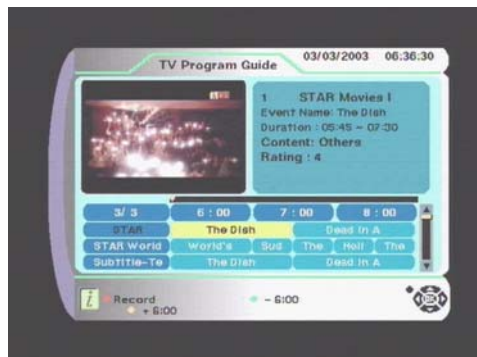 TV Program Guide
03/03/2003 06:36:30
1 STAR Movies I
Event Name: The Dish
Duration : 05:45 - 07:30
Content: Others
Rating : 4
3/ 3 6 : 00 7 : 00 8 : 00
STAR The Dish Dead In A
STAR World World's Sud The Holl The
Subtitle-Te The Dish Dead In A
i Record - 6:00
+ 6:00